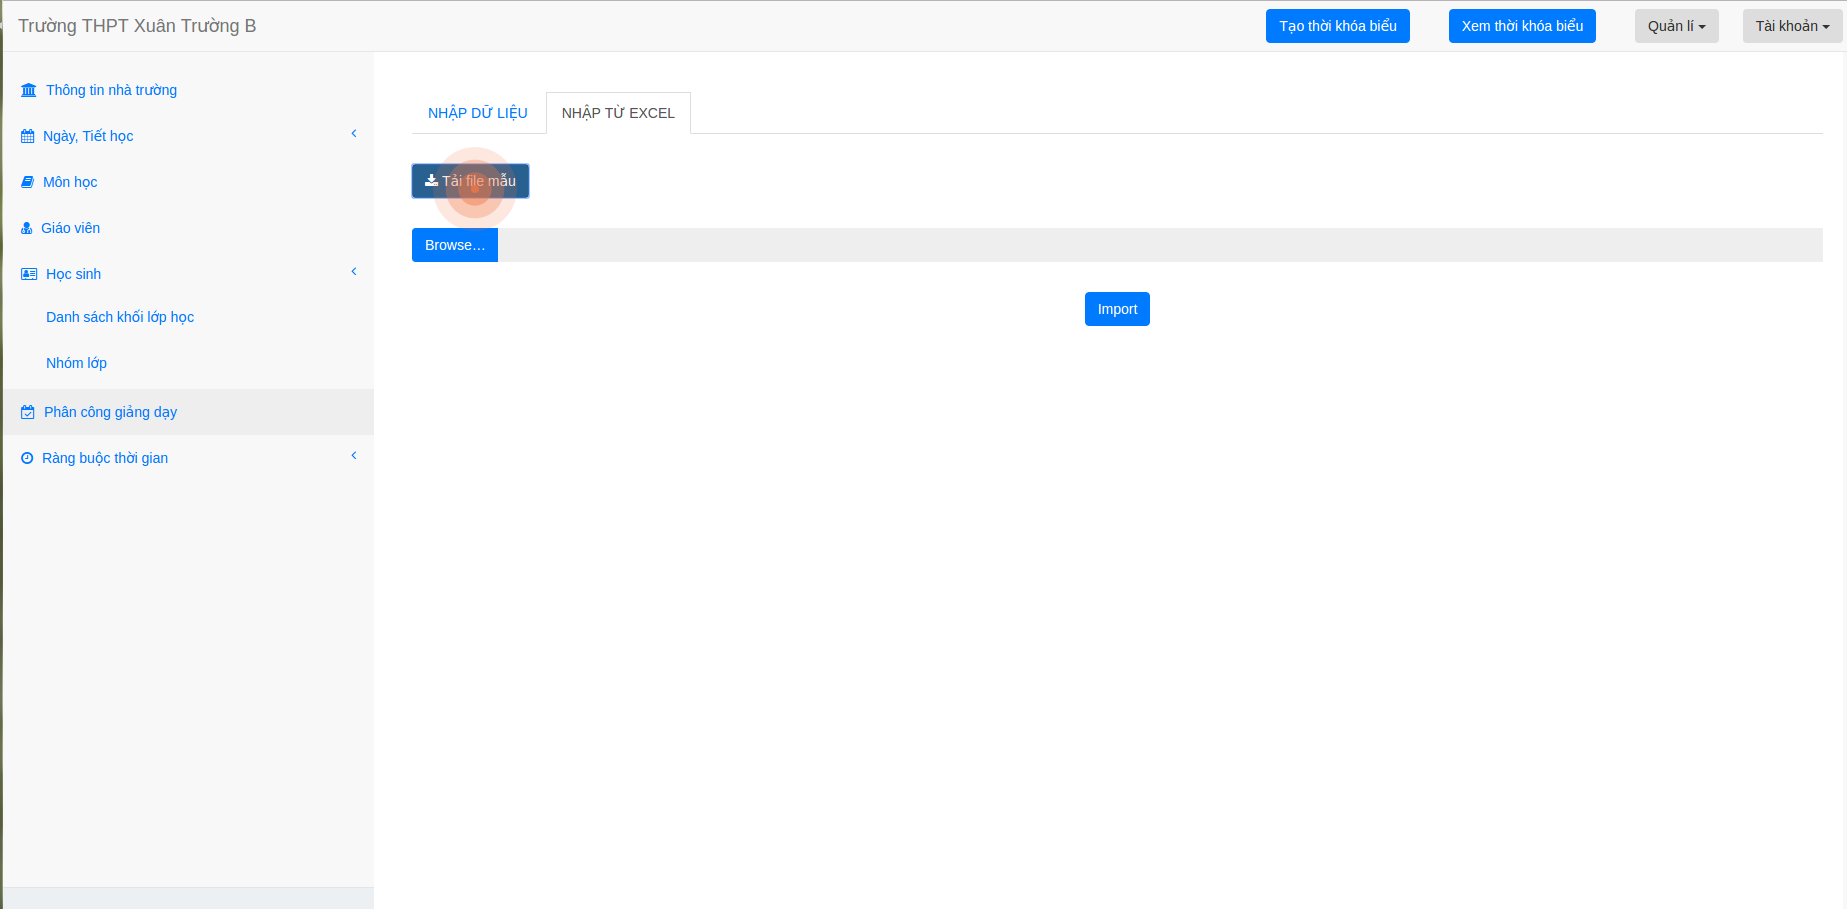 Trường THPT Xuân Trường B
Tạo thời khóa biểu
Xem thời khóa biểu
Quản lí
Tài khoản
Thông tin nhà trường
Ngày, Tiết học
Môn học
Giáo viên
Học sinh
Danh sách khối lớp học
Nhóm lớp
Phân công giảng dạy
Ràng buộc thời gian
NHẬP DỮ LIỆU
NHẬP TỪ EXCEL
Tải file mẫu
Browse...
Import